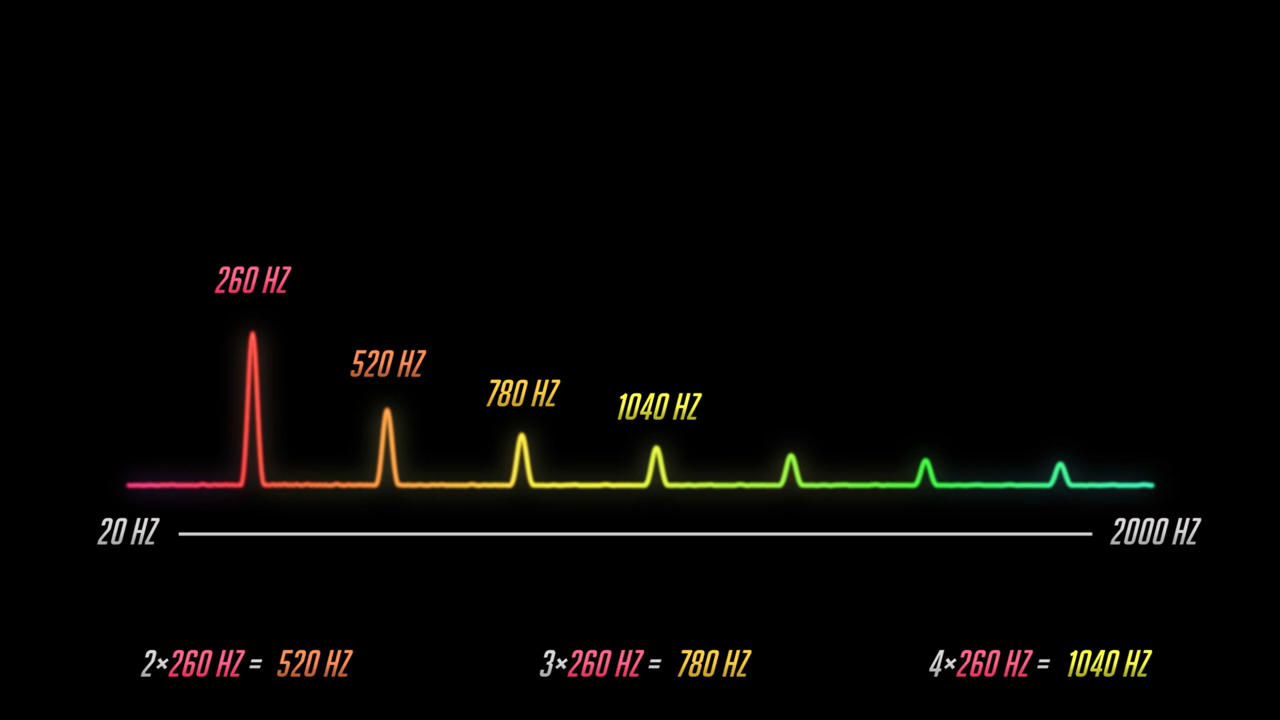 260 HZ
520 HZ
780 HZ
1040 HZ
20 HZ
2000 HZ
2×260 HZ = 520 HZ
3×260 HZ = 780 HZ
4×260 HZ = 1040 HZ